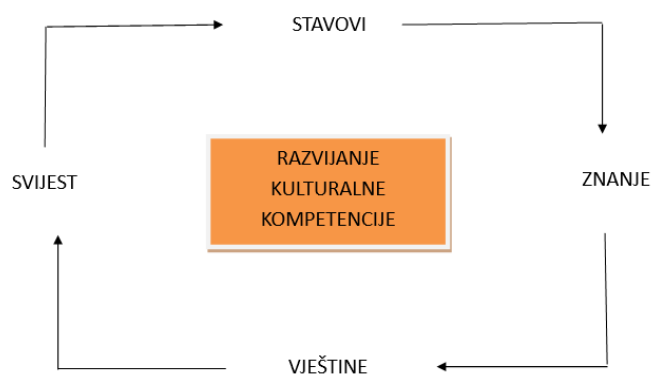 STAVOVI
RAZVIJANJE
KULTURALNE
KOMPETENCIJE
SVIJEST
ZNANJE
VJEŠTINE